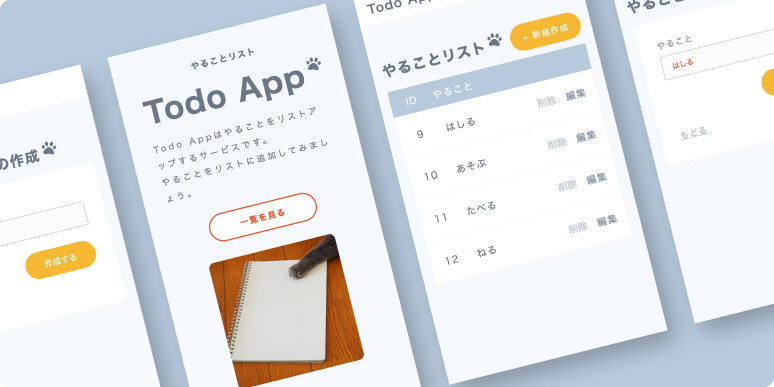 の作成
作成する
やることリスト
Todo App
Todo Appはやることをリストア
ップするサービスです。
やることをリストに追加してみまし
ょう。
一覧を見る
Todo App
やることリスト
+ 新規作成
ID やること
9 はしる 削除 編集
10 あそぶ 削除 編集
11 たべる 削除 編集
12 ねる 削除 編集
やること
はしる
もどる